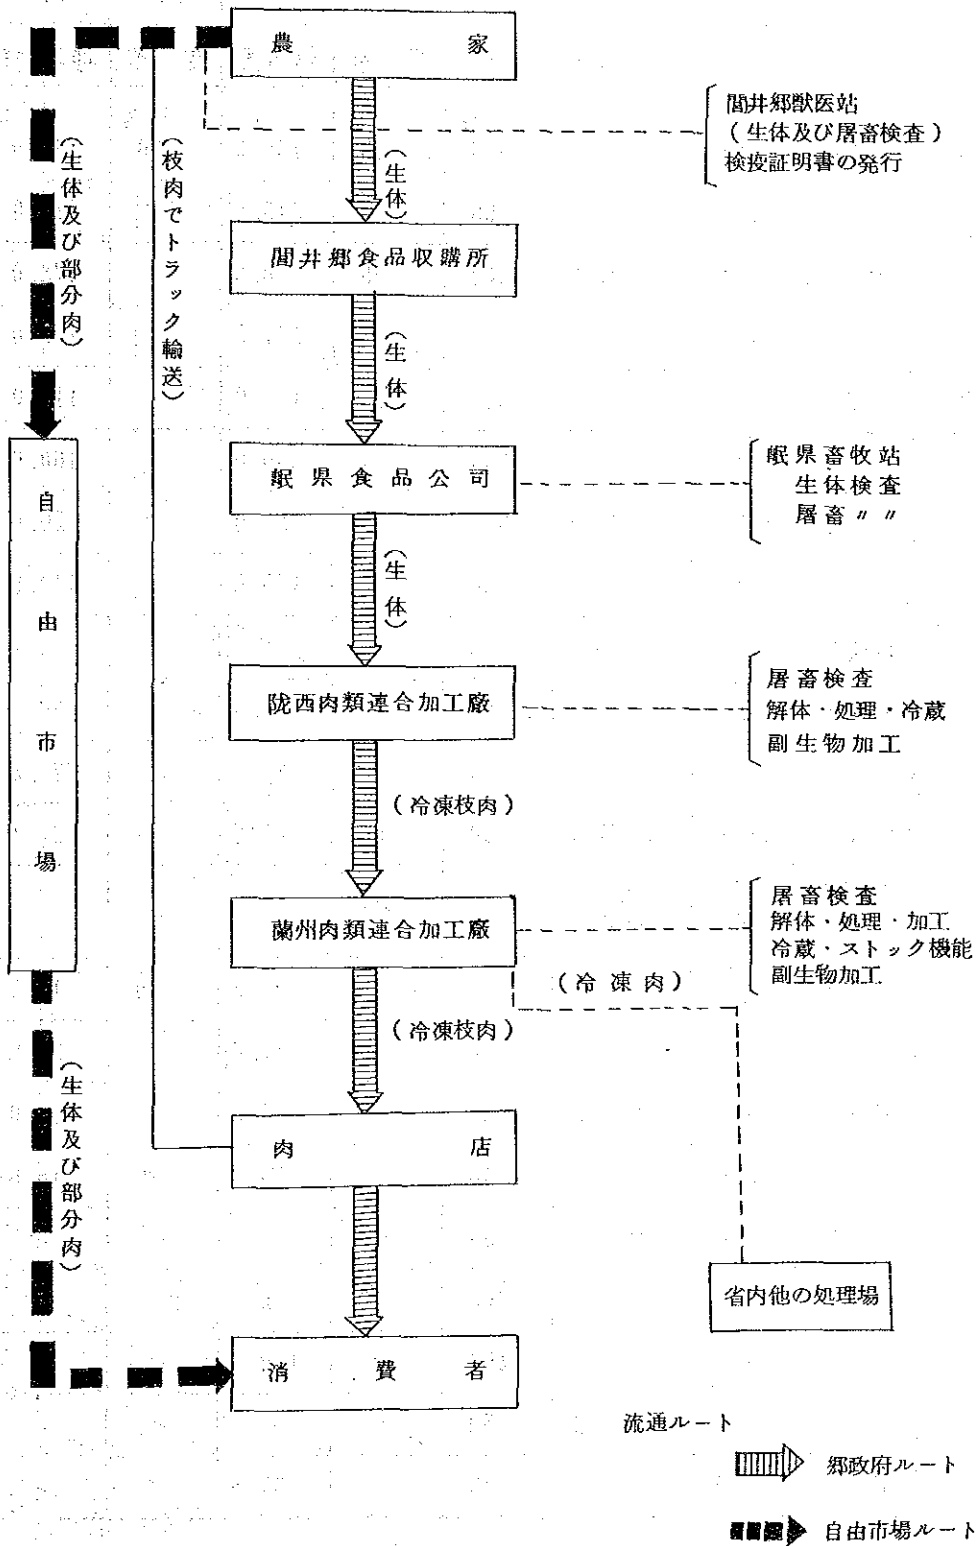 農家
閭井郷獣医站
(生体及び屠畜検査)
検疫証明書の発行
(生体及び部分肉)
(枝肉でトラック輸送)
(生体)
閭井郷食品収購所
(生体)
岷県食品公司
岷県畜牧站
生体検査
屠畜〃〃
自由市場
(生体)
陇西肉類連合加工廠
屠畜検査
解体・処理・冷蔵
副生物加工
(冷凍枝肉)
蘭州肉類連合加工廠
屠畜検査
解体・処理・加工
冷蔵・ストック機能
副生物加工
(冷凍肉)
(冷凍枝肉)
(生体及び部分肉)
肉店
省内他の処理場
消費者
流通ルート
郷政府ルート
自由市場ルート